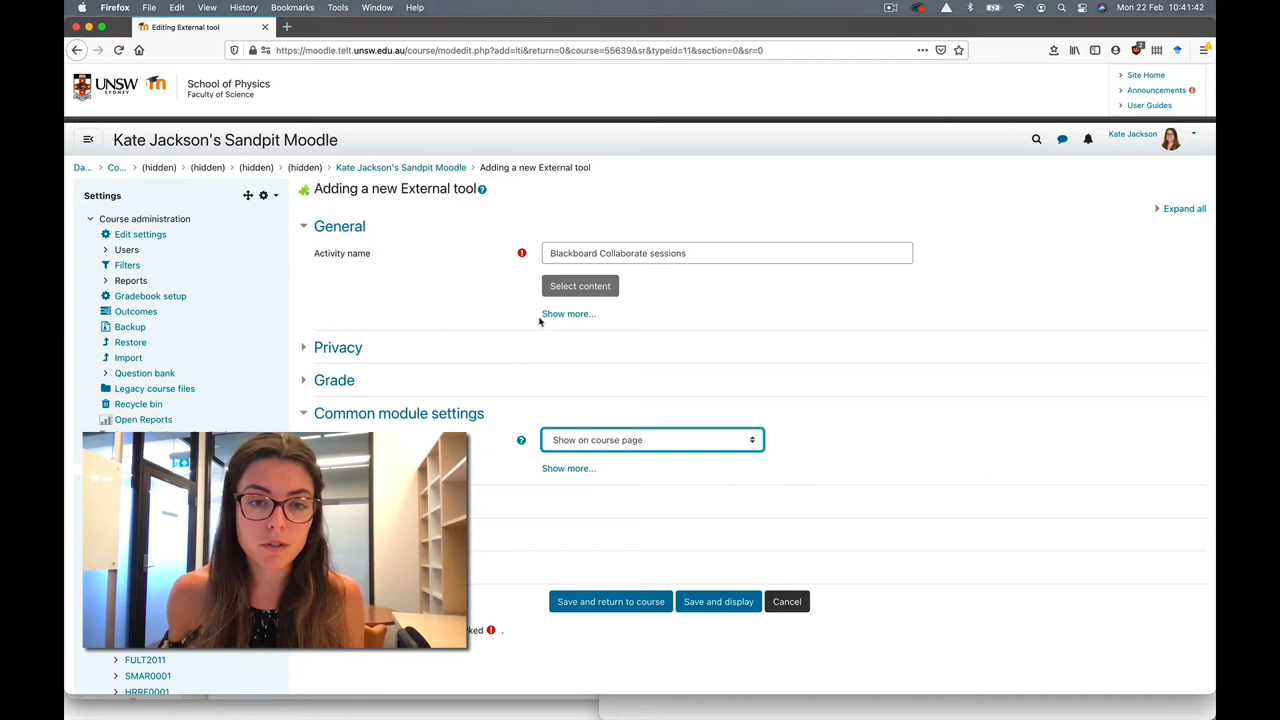 Firefox File Edit View History Bookmarks Tools Window Help Mon 22 Feb 10:41:42
Editing External tool
https://moodle.telt.unsw.edu.au/course/modedit.php?add=lti&return=0&course=55639&sr&typeid=11&section=0&sr=0
UNSW
SYDNEY
School of Physics
Faculty of Science
Site Home
Announcements
User Guides
Kate Jackson's Sandpit Moodle
Kate Jackson
Da... Co... (hidden) (hidden) (hidden) (hidden) Kate Jackson's Sandpit Moodle Adding a new External tool
Settings
Course administration
Edit settings
Users
Filters
Reports
Gradebook setup
Outcomes
Backup
Restore
Import
Question bank
Legacy course files
Recycle bin
Open Reports
FULT2011
SMAR0001
HRRE0001
Adding a new External tool
Expand all
General
Activity name
Blackboard Collaborate sessions
Select content
Show more...
Privacy
Grade
Common module settings
Show on course page
Show more...
Save and return to course Save and display Cancel
ked .